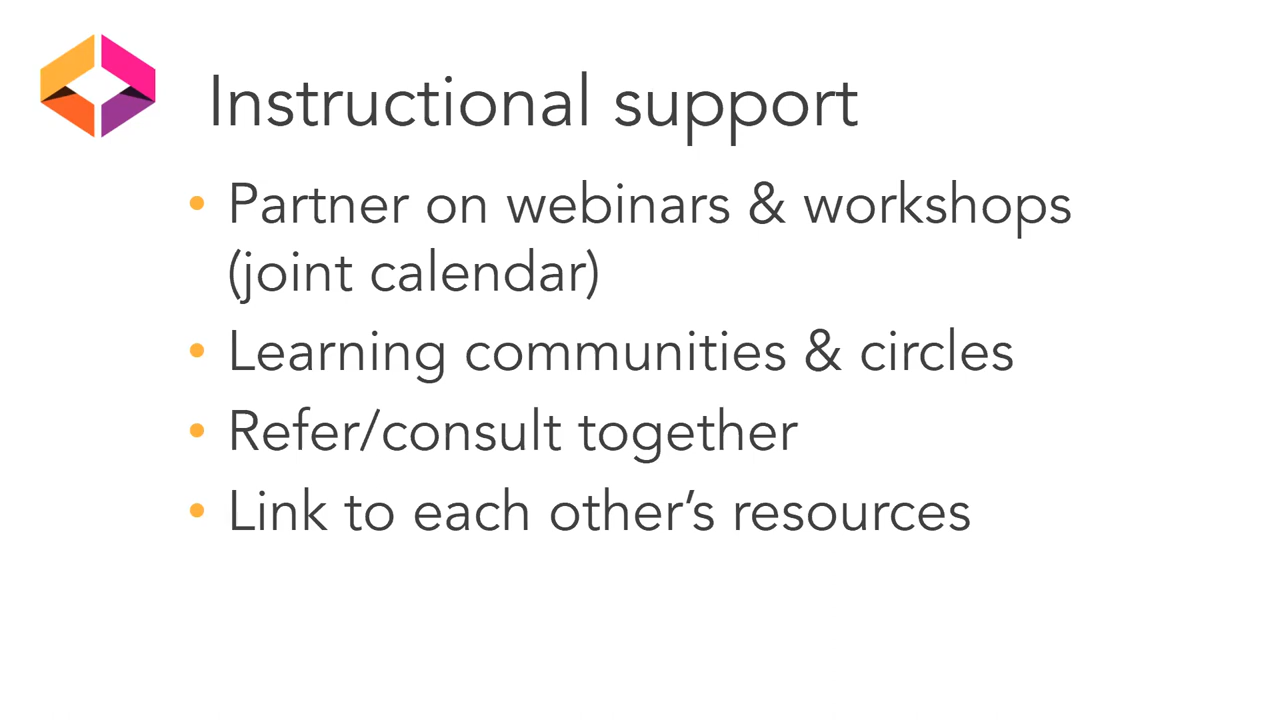 Instructional support
• Partner on webinars & workshops
(joint calendar)
• Learning communities & circles
• Refer/consult together
• Link to each other’s resources